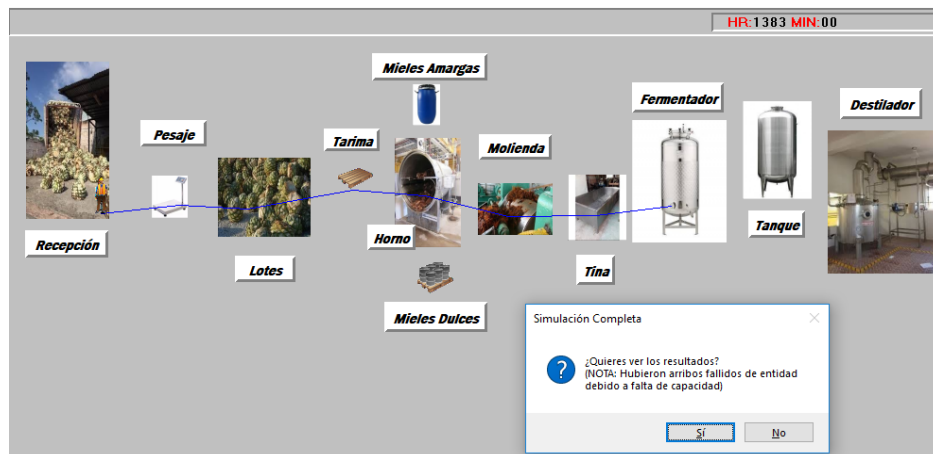 HR:1383 MIN:00
Mieles Amargas
Fermentador
Destilador
Pesaje
Tarima
Molienda
Recepción
Lotes
Horno
Tina
Tanque
Mieles Dulces
Simulación Completa
¿Quieres ver los resultados?
(NOTA: Hubieron arribos fallidos de entidad
debido a falta de capacidad)
Sí
No